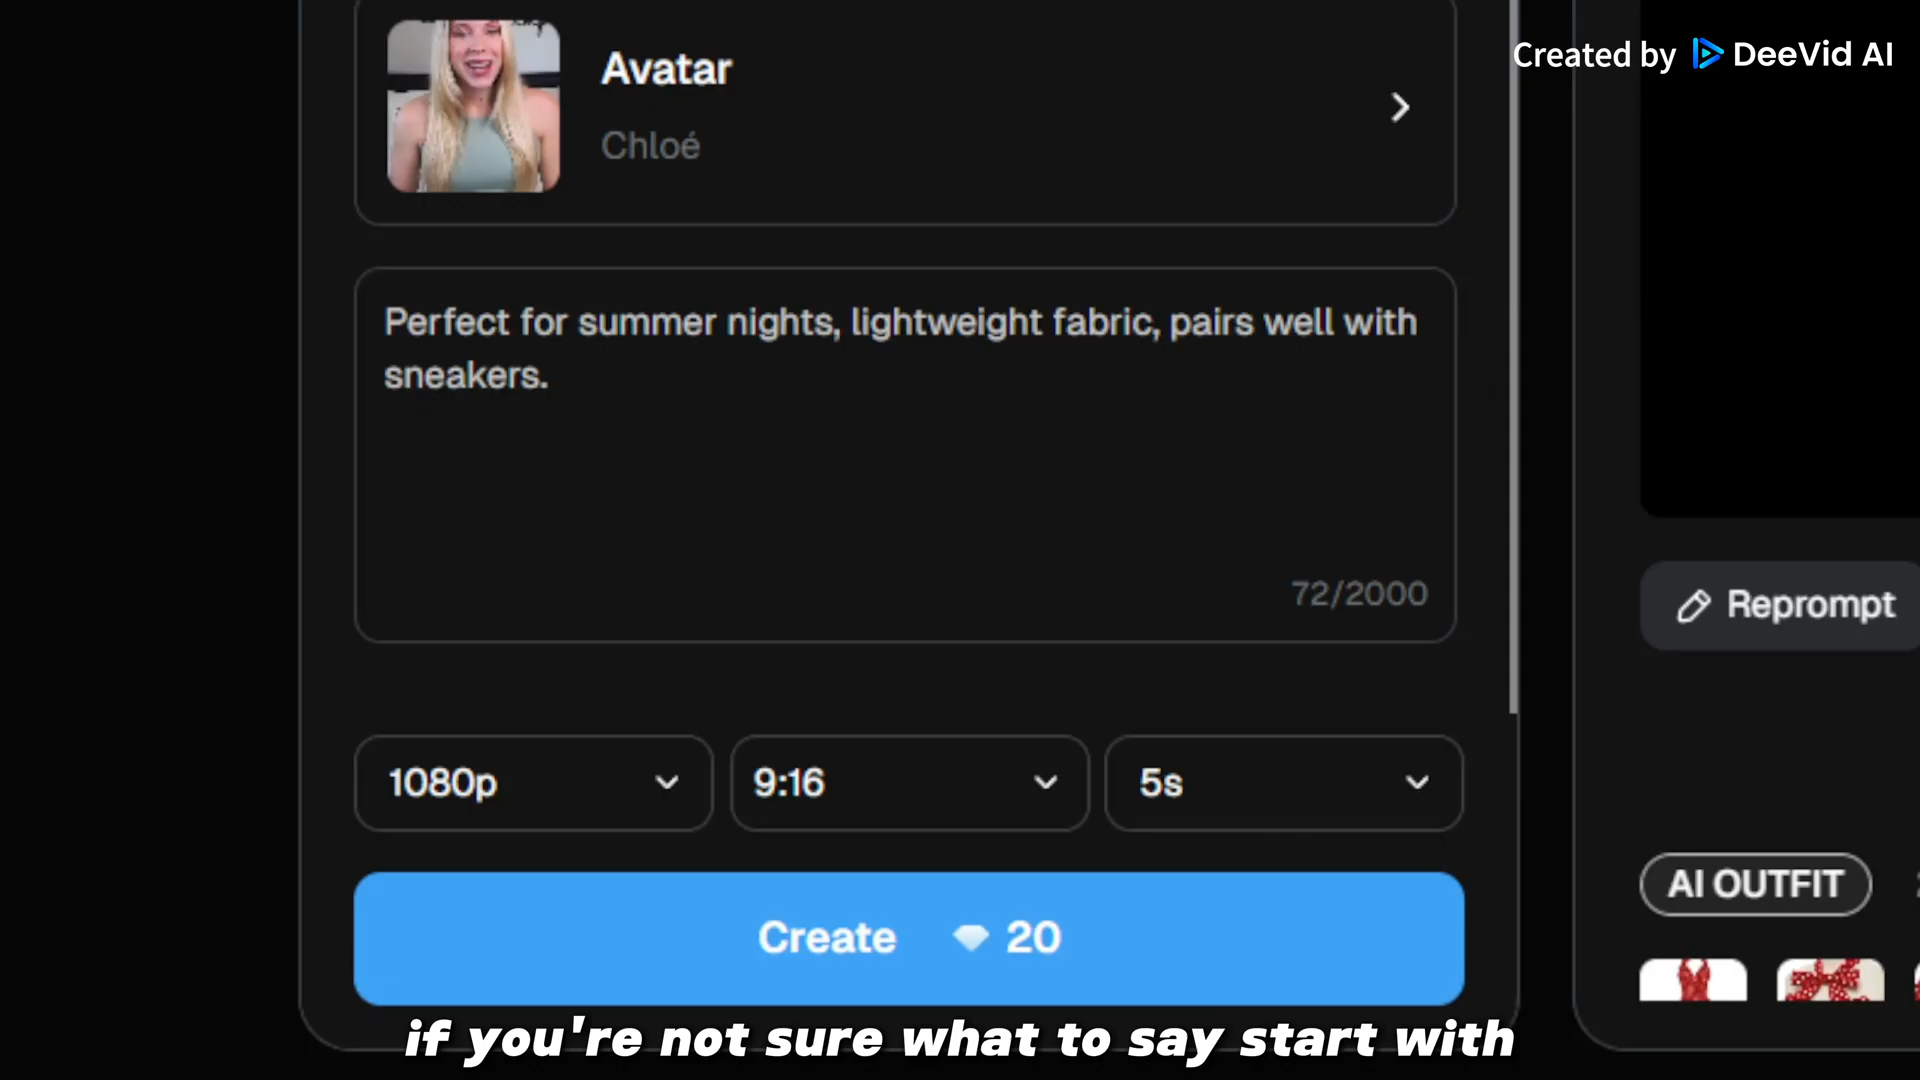 Created by DeeVid AI
Avatar
Chloé
Perfect for summer nights, lightweight fabric, pairs well with
sneakers.
72/2000
Reprompt
1080p
9:16
5s
AI OUTFIT
Create 20
if you're not sure what to say start with